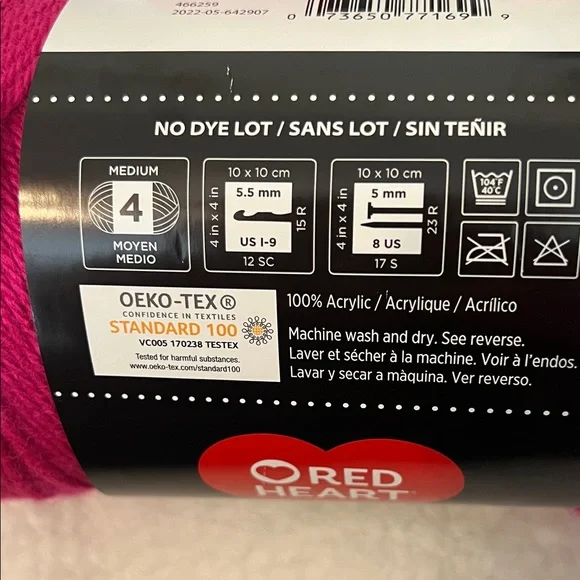 466259
2022-05-642907
0 73650 77169 9
NO DYE LOT / SANS LOT / SIN TEÑIR
MEDIUM
4
MOYEN
MEDIO
10 x 10 cm
4 in x 4 in
5.5 mm
US I-9
15 R
12 SC
10 x 10 cm
4 in x 4 in
5 mm
8 US
23 R
17 S
104 F
40°C
OEKO-TEX®
CONFIDENCE IN TEXTILES
STANDARD 100
VC005 170238 TESTEX
Tested for harmful substances.
www.oeko-tex.com/standard100
100% Acrylic / Acrylique / Acrílico
Machine wash and dry. See reverse.
Laver et sécher à la machine. Voir à l'endos.
Lavar y secar a màquina. Ver reverso.
RED
HEART